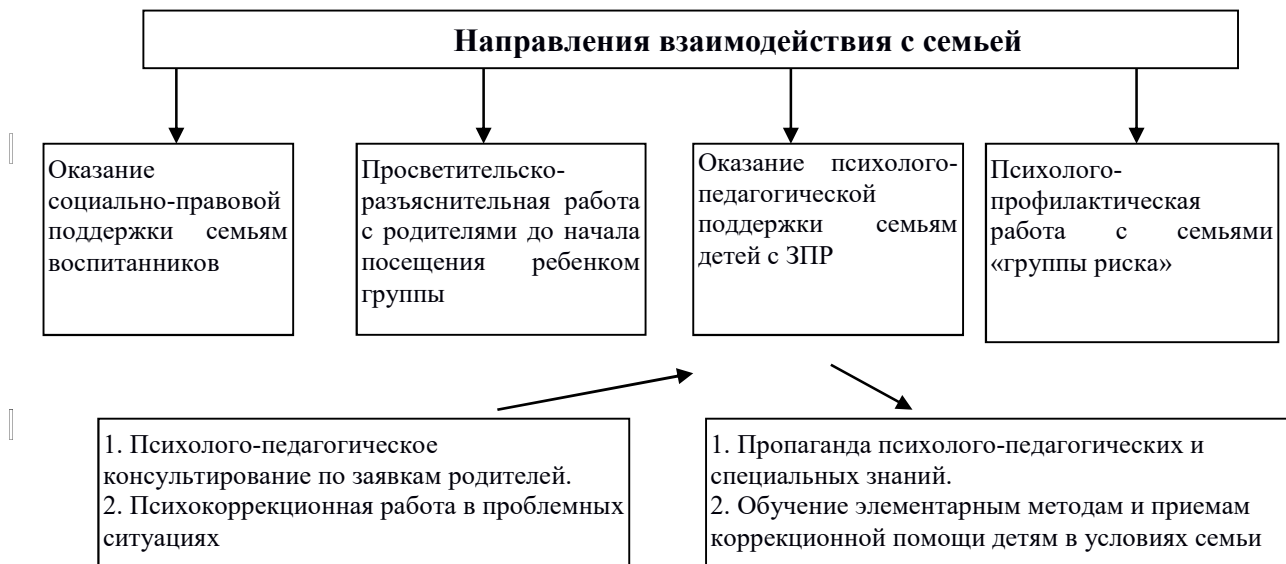 Направления взаимодействия с семьей
Оказание
социально-правовой
поддержки семьям
воспитанников
Просветительско-
разъяснительная работа
с родителями до начала
посещения ребенком
группы
Оказание психолого-
педагогической
поддержки семьям
детей с ЗПР
Психолого-
профилактическая
работа с семьями
«группы риска»
1. Психолого-педагогическое
консультирование по заявкам родителей.
2. Психокоррекционная работа в проблемных
ситуациях
1. Пропаганда психолого-педагогических и
специальных знаний.
2. Обучение элементарным методам и приемам
коррекционной помощи детям в условиях семьи